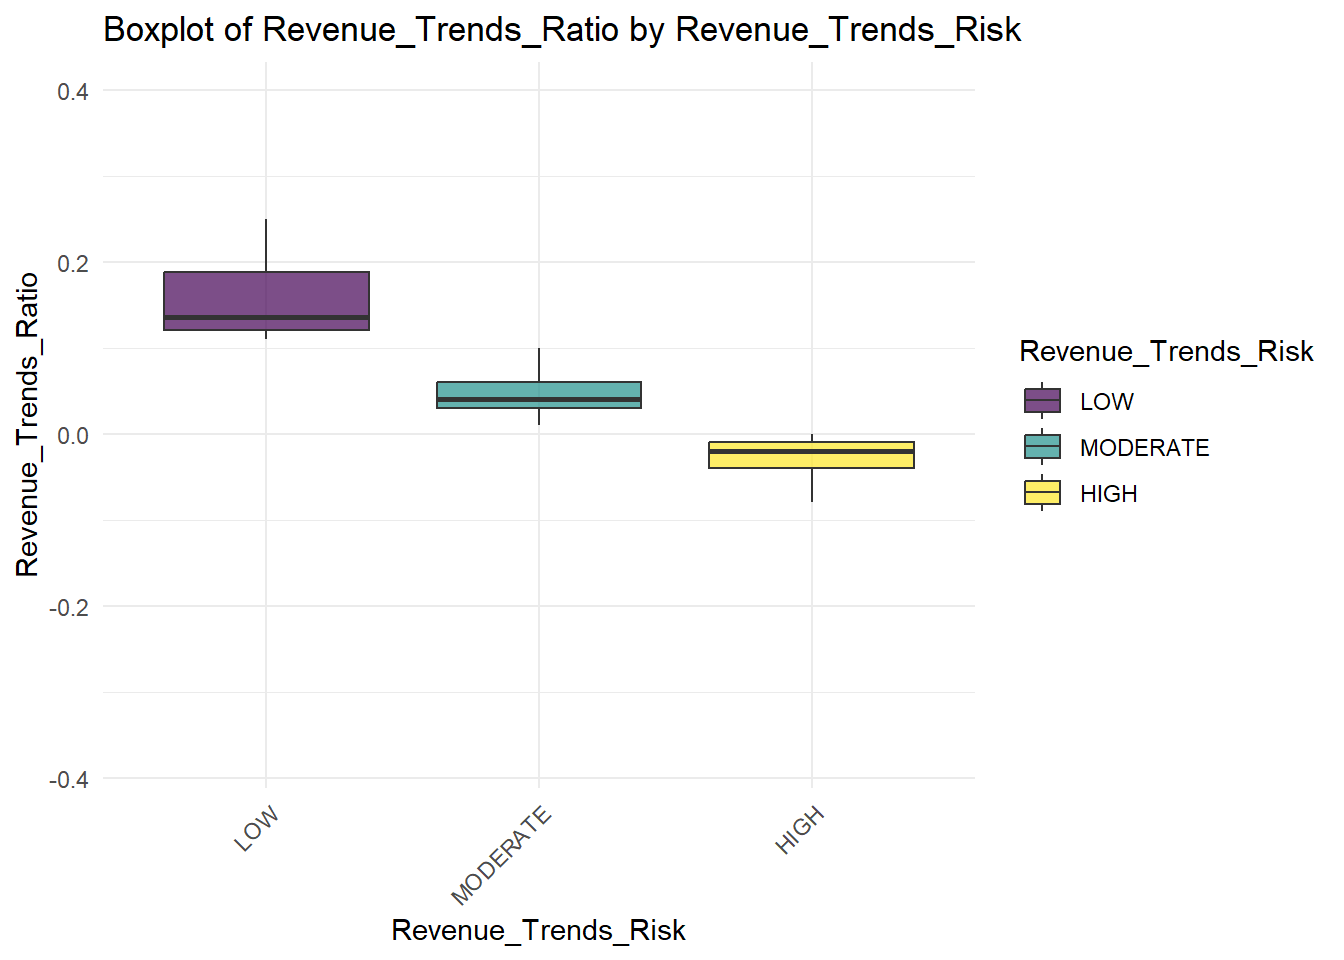 Boxplot of Revenue_Trends_Ratio by Revenue_Trends_Risk
0.4
0.2
0.0
-0.2
-0.4
Revenue_Trends_Ratio
LOW
MODERATE
HIGH
Revenue_Trends_Risk
Revenue_Trends_Risk
LOW
MODERATE
HIGH